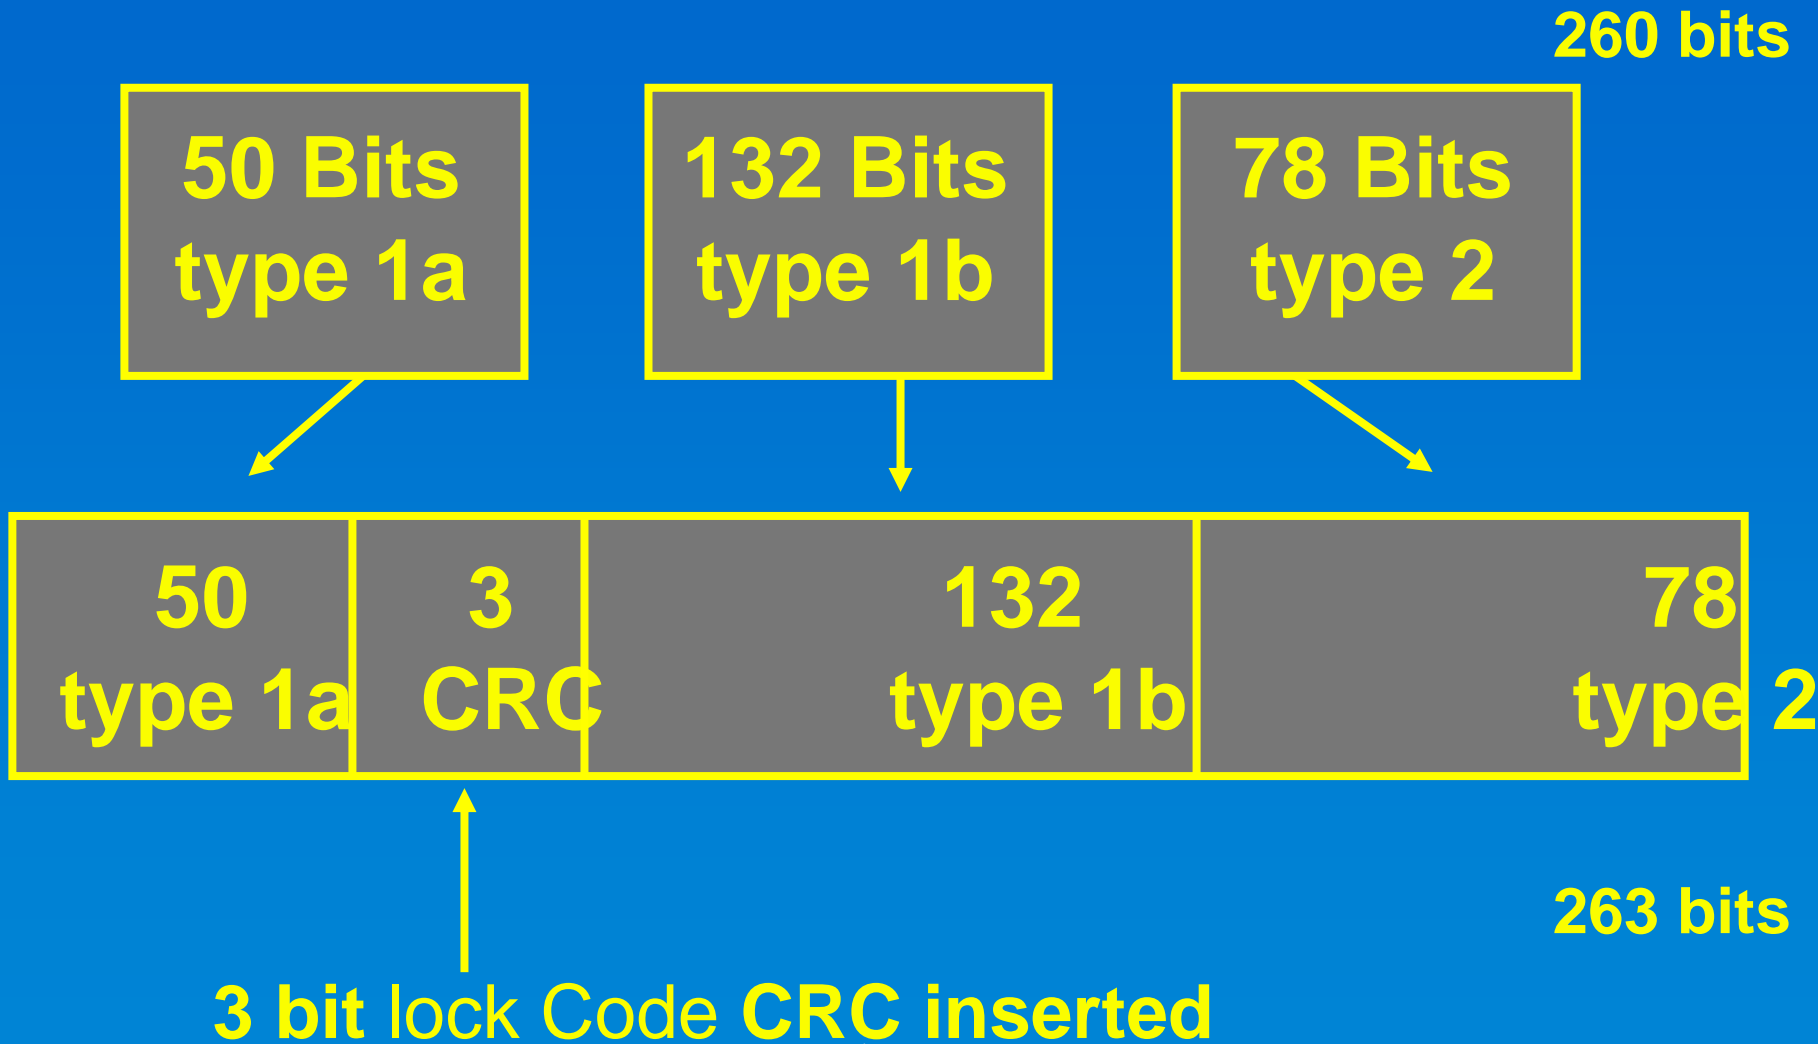 260 bits
50 Bits
type 1a
132 Bits
type 1b
78 Bits
type 2
50
type 1a
3
CRC
132
type 1b
78
type 2
263 bits
3 bit lock Code CRC inserted